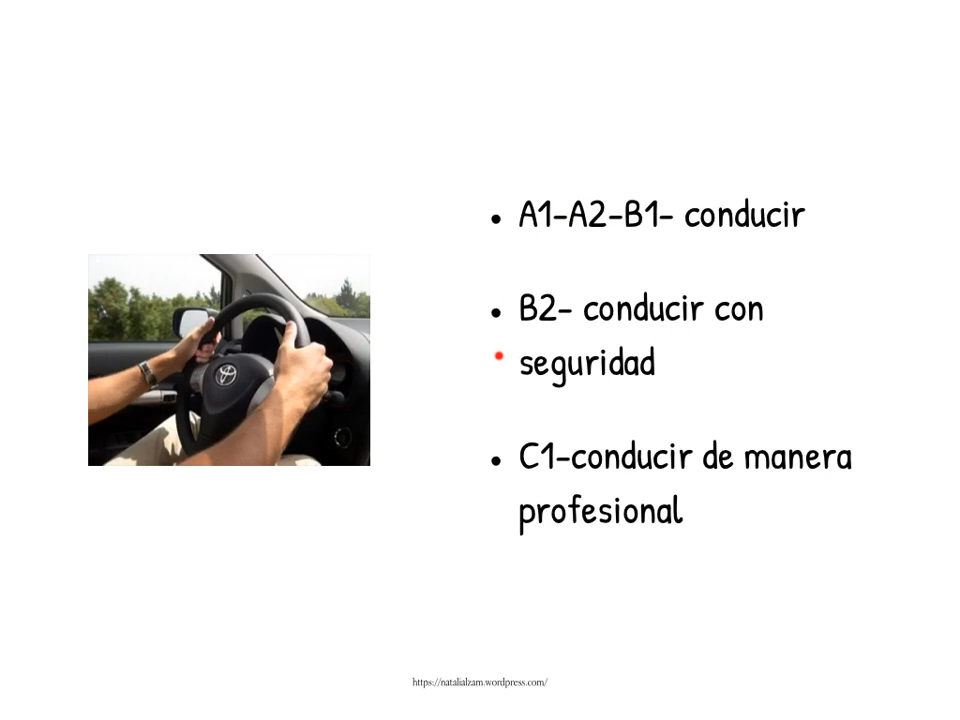 • A1-A2-B1- conducir
• B2- conducir con
seguridad
• C1-conducir de manera
profesional
https://natalialzam.wordpress.com/